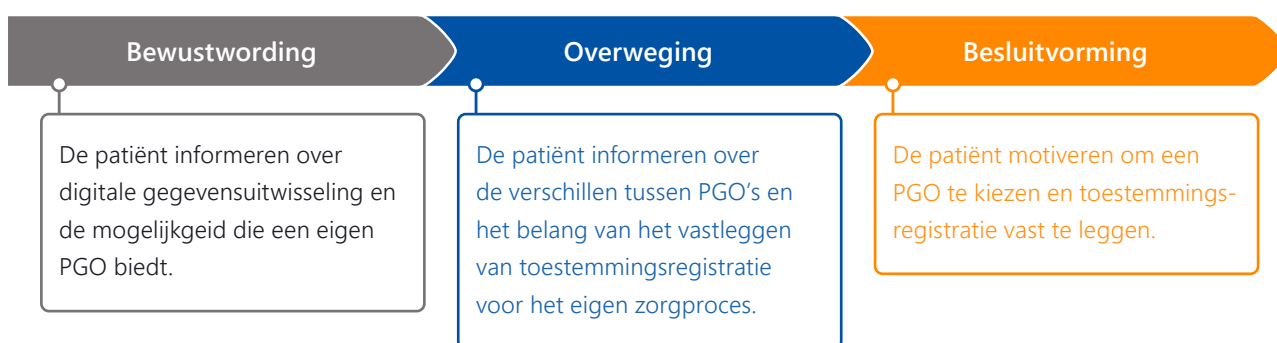 Bewustwording
Overweging
Besluitvorming
De patiënt informeren over
digitale gegevensuitwisseling en
de mogelijkgeid die een eigen
PGO biedt.
De patiënt informeren over
de verschillen tussen PGO's en
het belang van het vastleggen
van toestemmingsregistratie
voor het eigen zorgproces.
De patiënt motiveren om een
PGO te kiezen en toestemmings-
registratie vast te leggen.